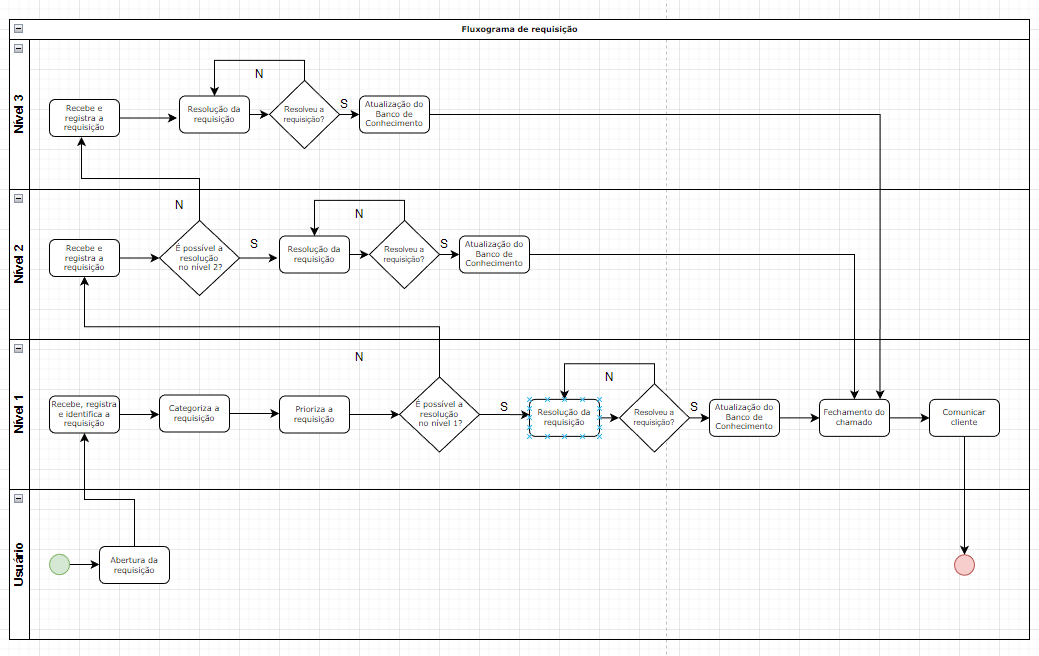 Fluxograma de requisição
Nível 3
Recebe e
registra a
requisição
Resolução da
requisição
N
Resolveu a
requisição?
S
Atualização do
Banco de
Conhecimento
Nível 2
N
Recebe e
registra a
requisição
É possível a
resolução
no nível 2?
S
Resolução da
requisição
N
Resolveu a
requisição?
S
Atualização do
Banco de
Conhecimento
Nível 1
N
Recebe, registra
e identifica a
requisição
Categoriza a
requisição
Prioriza a
requisição
É possível a
resolução
no nível 1?
S
Resolução da
requisição
N
Resolveu a
requisição?
S
Atualização do
Banco de
Conhecimento
Fechamento do
chamado
Comunicar
cliente
Usuário
Abertura da
requisição